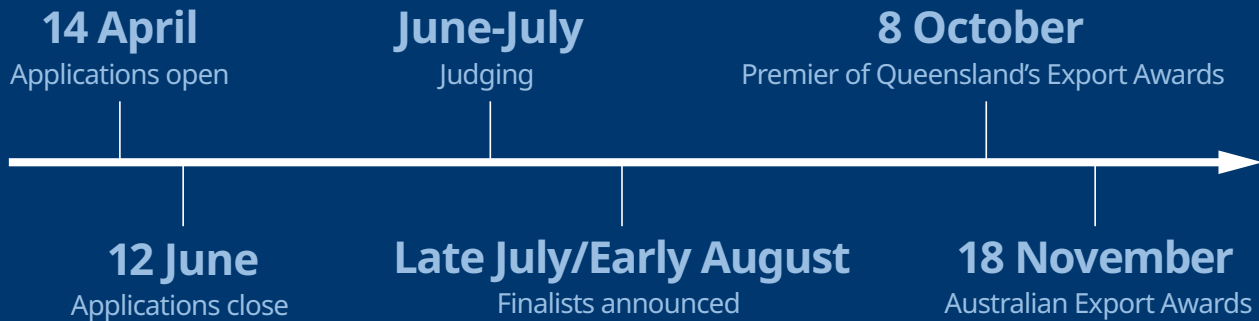 14 April
Applications open
June-July
Judging
8 October
Premier of Queensland’s Export Awards
12 June
Applications close
Late July/Early August
Finalists announced
18 November
Australian Export Awards